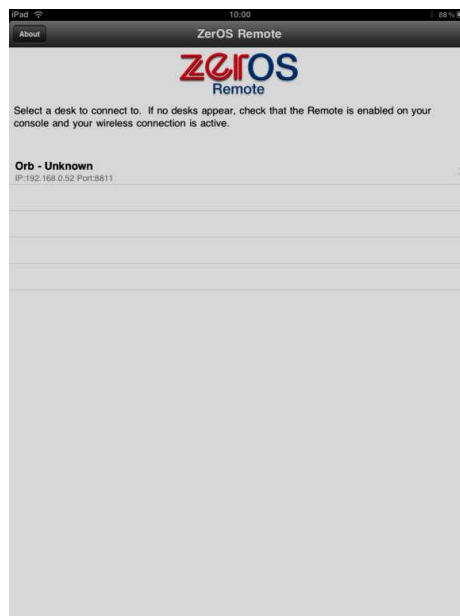 iPad 10:00 88%
About ZerOS Remote
zerOS
Remote
Select a desk to connect to. If no desks appear, check that the Remote is enabled on your
console and your wireless connection is active.
Orb - Unknown
IP:192.168.0.52 Port:8811